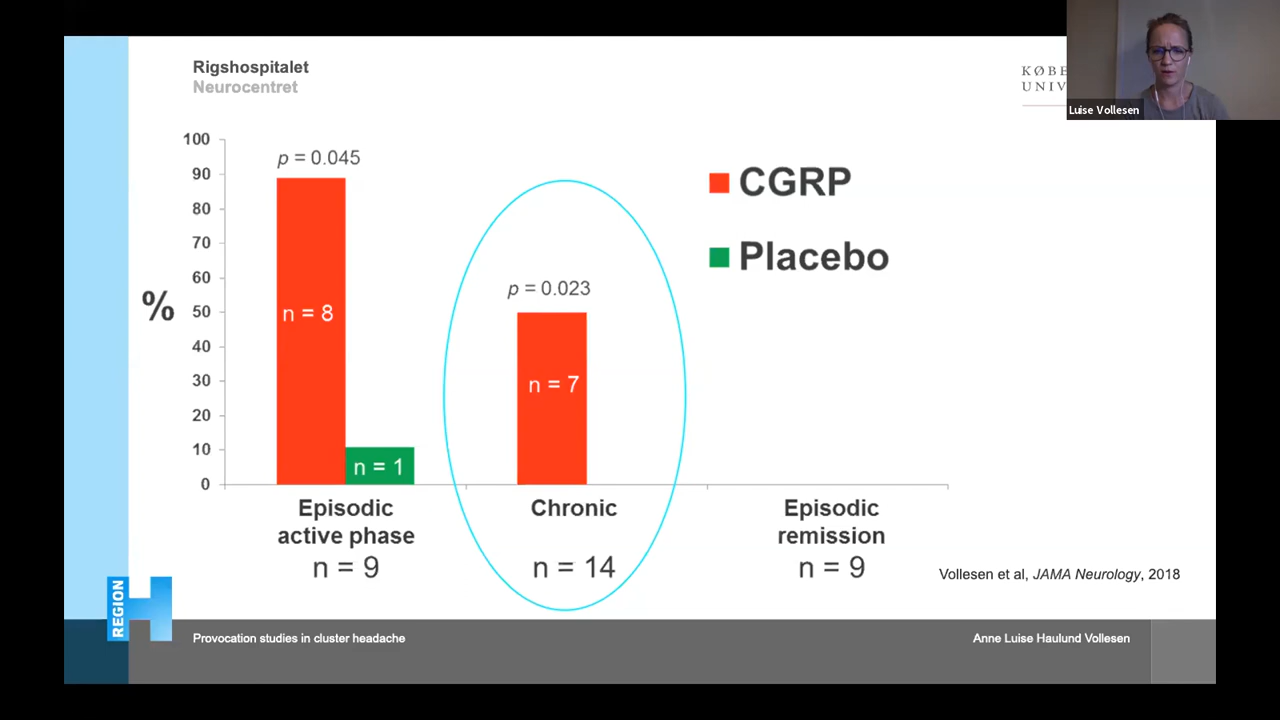 Rigshospitalet
Neurocentret
KØBE
UNIV
Luise Vollesen
100
90
80
70
60
50
40
30
20
10
0
%
p = 0.045
n = 8
n = 1
p = 0.023
n = 7
CGRP
Placebo
Episodic
active phase
n = 9
Chronic
n = 14
Episodic
remission
n = 9
Vollesen et al, JAMA Neurology, 2018
REGION
H
Provocation studies in cluster headache
Anne Luise Haulund Vollesen